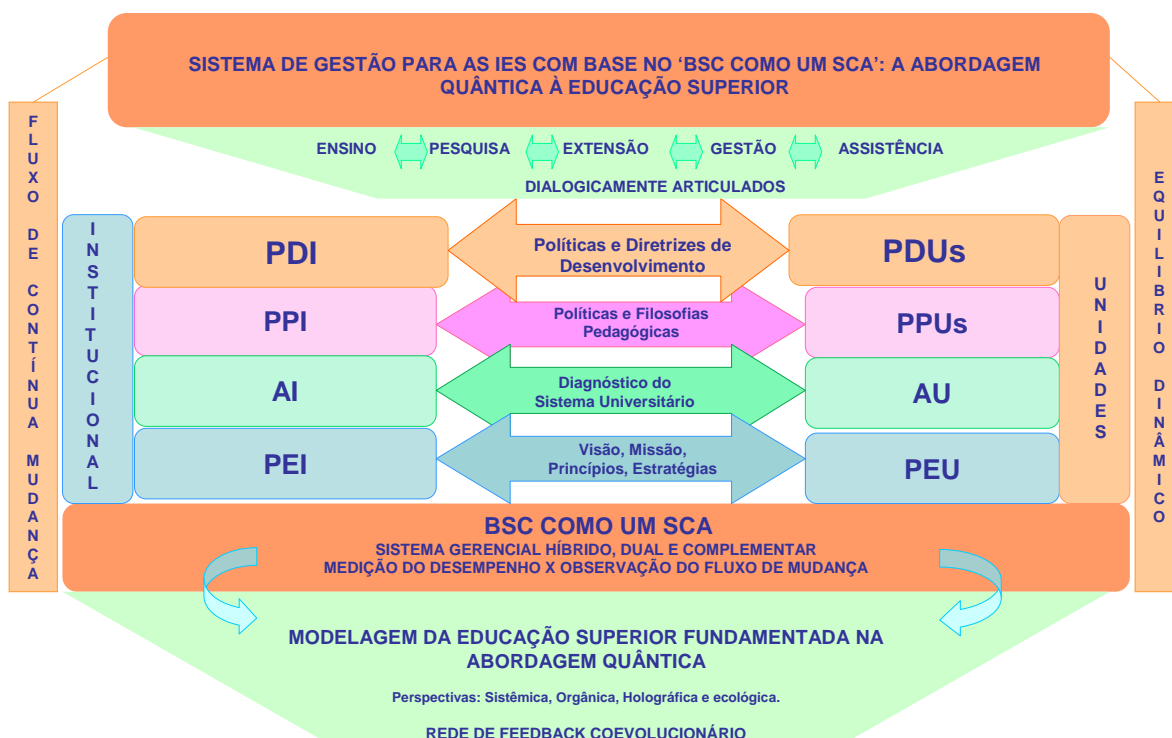 SISTEMA DE GESTÃO PARA AS IES COM BASE NO ‘BSC COMO UM SCA’: A ABORDAGEM
QUÂNTICA À EDUCAÇÃO SUPERIOR
FLUXO DE CONTÍNUA MUDANÇA
EQUILIBRIO DINÂMICO
ENSINO PESQUISA EXTENSÃO GESTÃO ASSISTÊNCIA
DIALOGICAMENTE ARTICULADOS
INSTITUCIONAL
UNIDADES
PDI
Políticas e Diretrizes de
Desenvolvimento
PDUs
PPI
Políticas e Filosofias
Pedagógicas
PPUs
AI
Diagnóstico do
Sistema Universitário
AU
PEI
Visão, Missão,
Princípios, Estratégias
PEU
BSC COMO UM SCA
SISTEMA GERENCIAL HÍBRIDO, DUAL E COMPLEMENTAR
MEDIÇÃO DO DESEMPENHO X OBSERVAÇÃO DO FLUXO DE MUDANÇA
MODELAGEM DA EDUCAÇÃO SUPERIOR FUNDAMENTADA NA
ABORDAGEM QUÂNTICA
Perspectivas: Sistêmica, Orgânica, Holográfica e ecológica.
REDE DE FEEDBACK COEVOLUCIONÁRIO